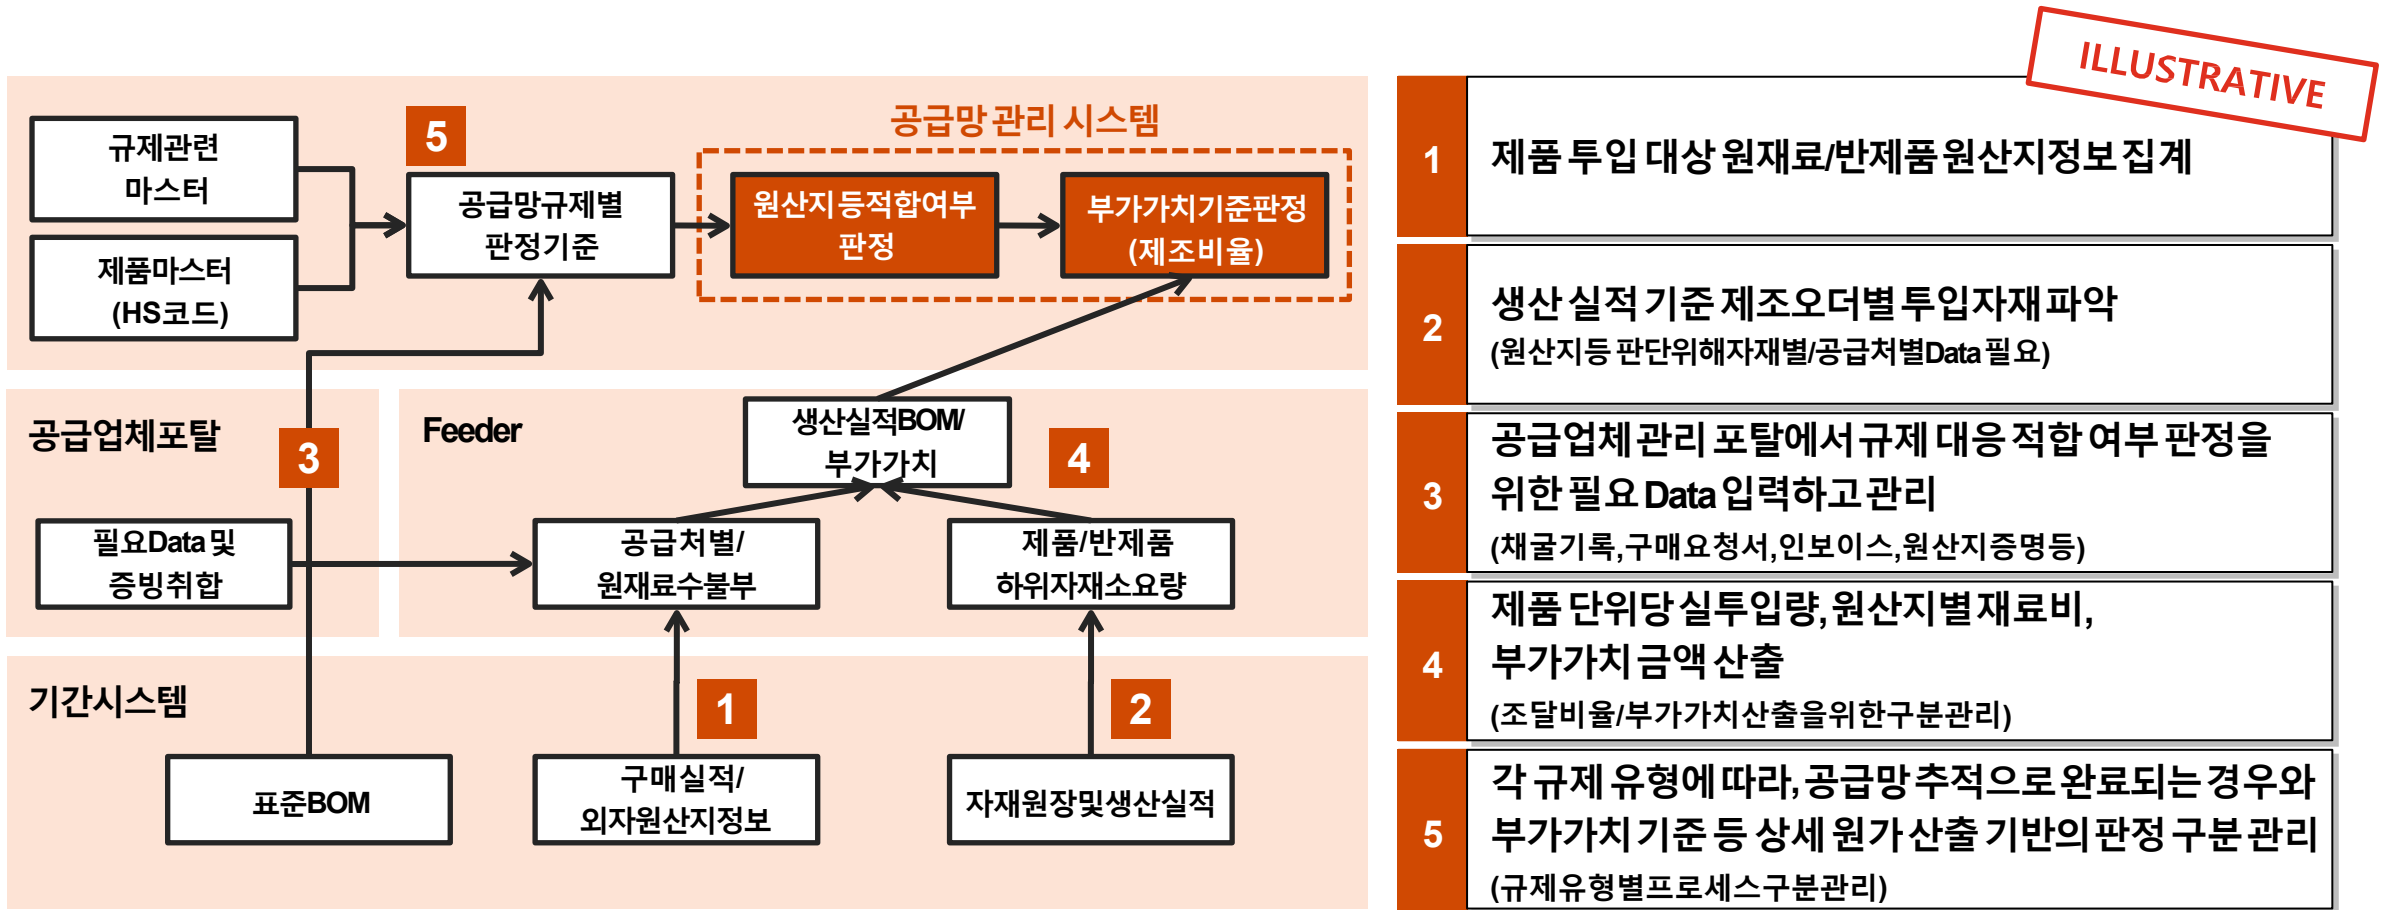 ILLUSTRATIVE
공급망 관리 시스템
규제관련
마스터
제품마스터
(HS코드)
5
공급망규제별
판정기준
원산지 등적합여부
판정
부가가치기준판정
(제조비율)
공급업체포탈
3
필요Data 및
증빙취합
Feeder
생산실적BOM/
부가가치
4
공급처별/
원재료수불부
제품/반제품
하위자재소요량
기간시스템
1
2
표준BOM
구매실적/
외자원산지정보
자재원장및생산실적
1
제품 투입 대상 원재료/반제품 원산지정보 집계
2
생산 실적 기준 제조오더별 투입자재 파악
(원산지등 판단위해자재별/공급처별Data 필요)
3
공급업체 관리 포탈에서 규제 대응 적합 여부 판정을
위한 필요 Data 입력하고 관리
(채굴기록,구매요청서,인보이스,원산지증명등)
4
제품 단위당 실투입량, 원산지별 재료비,
부가가치 금액 산출
(조달비율/부가가치산출을위한구분관리)
5
각 규제 유형에 따라, 공급망 추적으로 완료되는 경우와
부가가치 기준 등 상세 원가 산출 기반의 판정 구분 관리
(규제유형별프로세스구분관리)